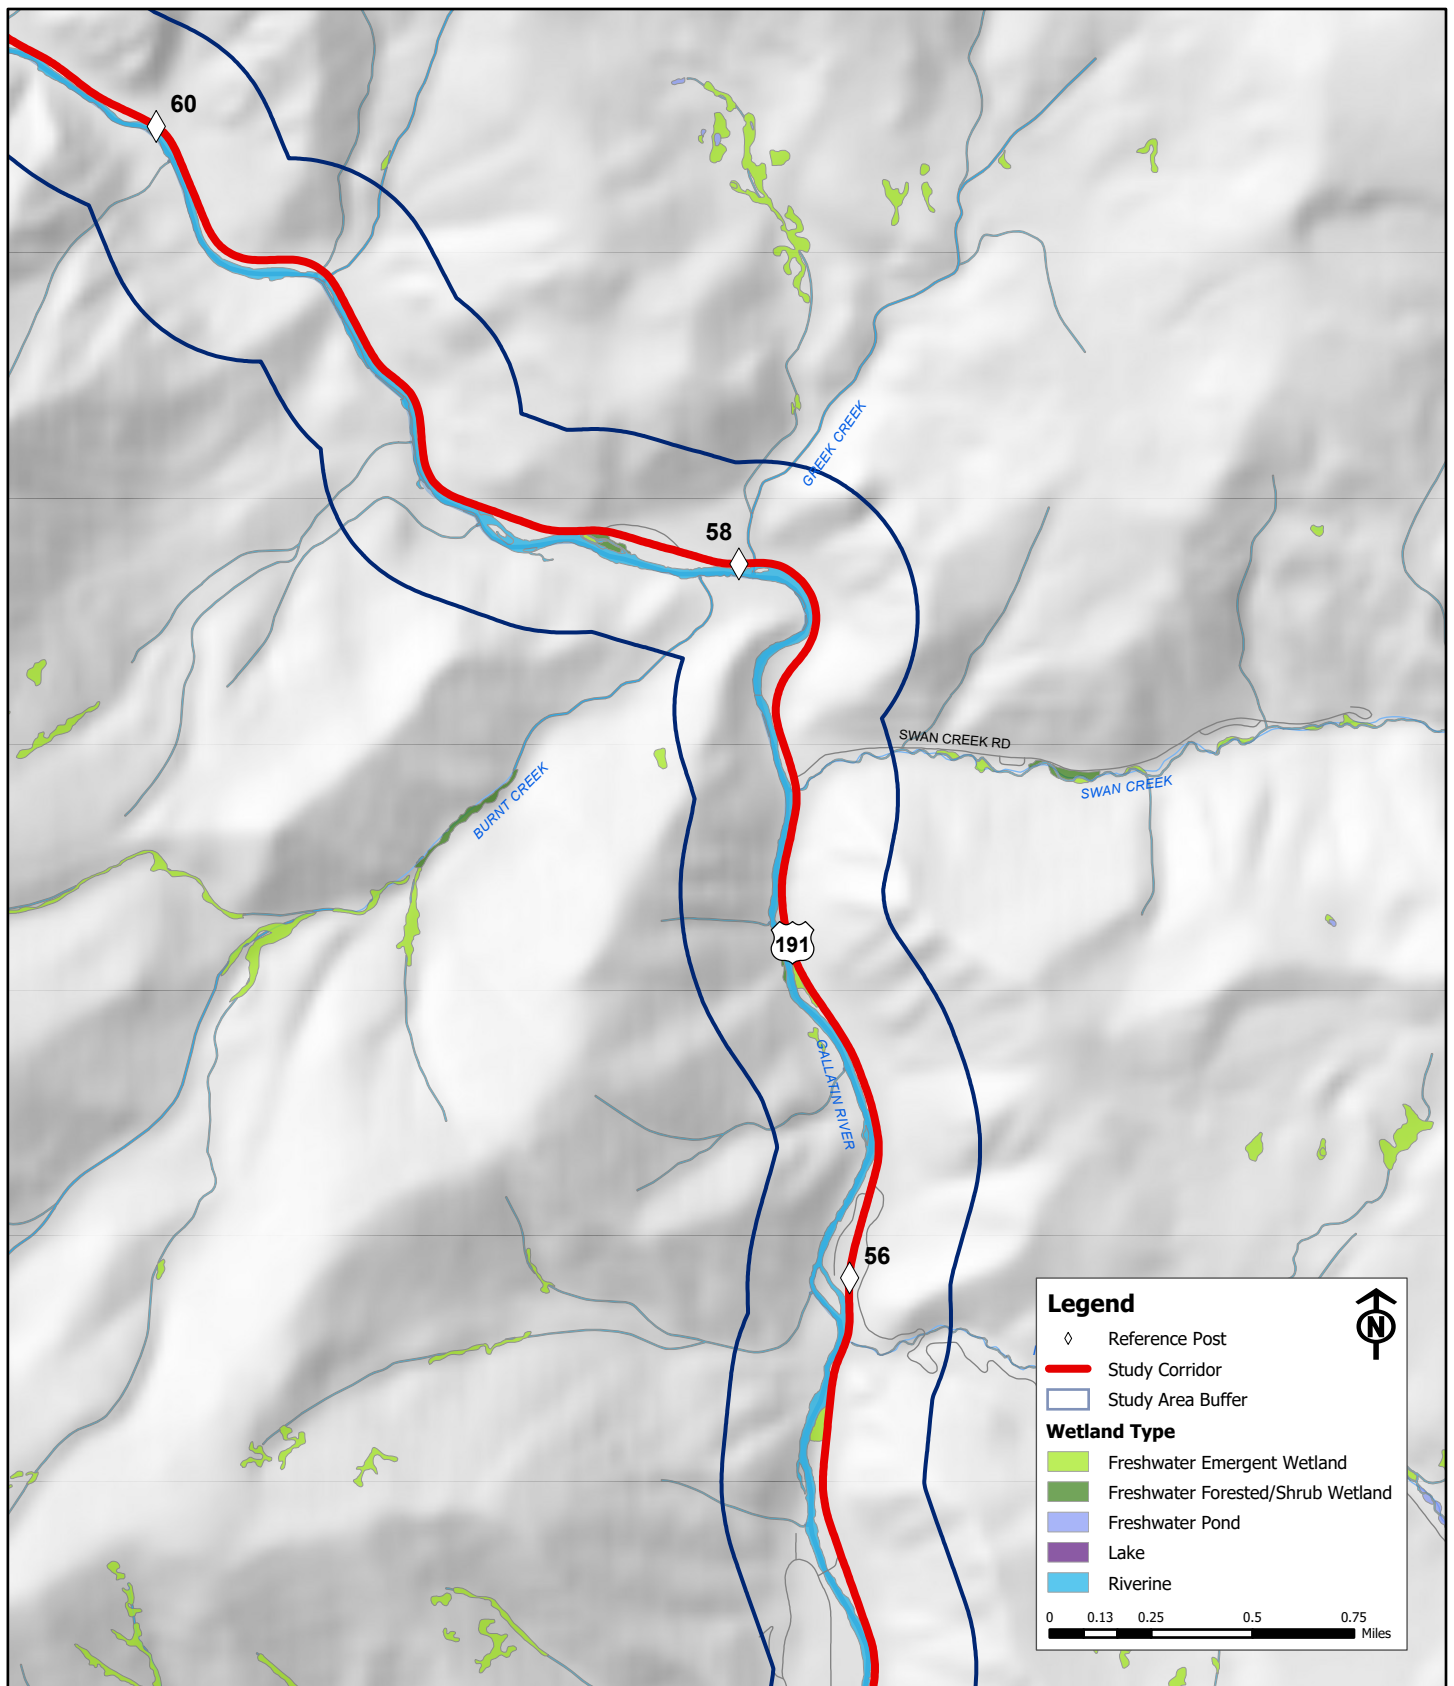 60
GREEK CREEK
58
SWAN CREEK RD
SWAN CREEK
BURNT CREEK
191
GALLATIN RIVER
56
Legend
N
Reference Post
Study Corridor
Study Area Buffer
Wetland Type
Freshwater Emergent Wetland
Freshwater Forested/Shrub Wetland
Freshwater Pond
Lake
Riverine
0 0.13 0.25 0.5 0.75
Miles